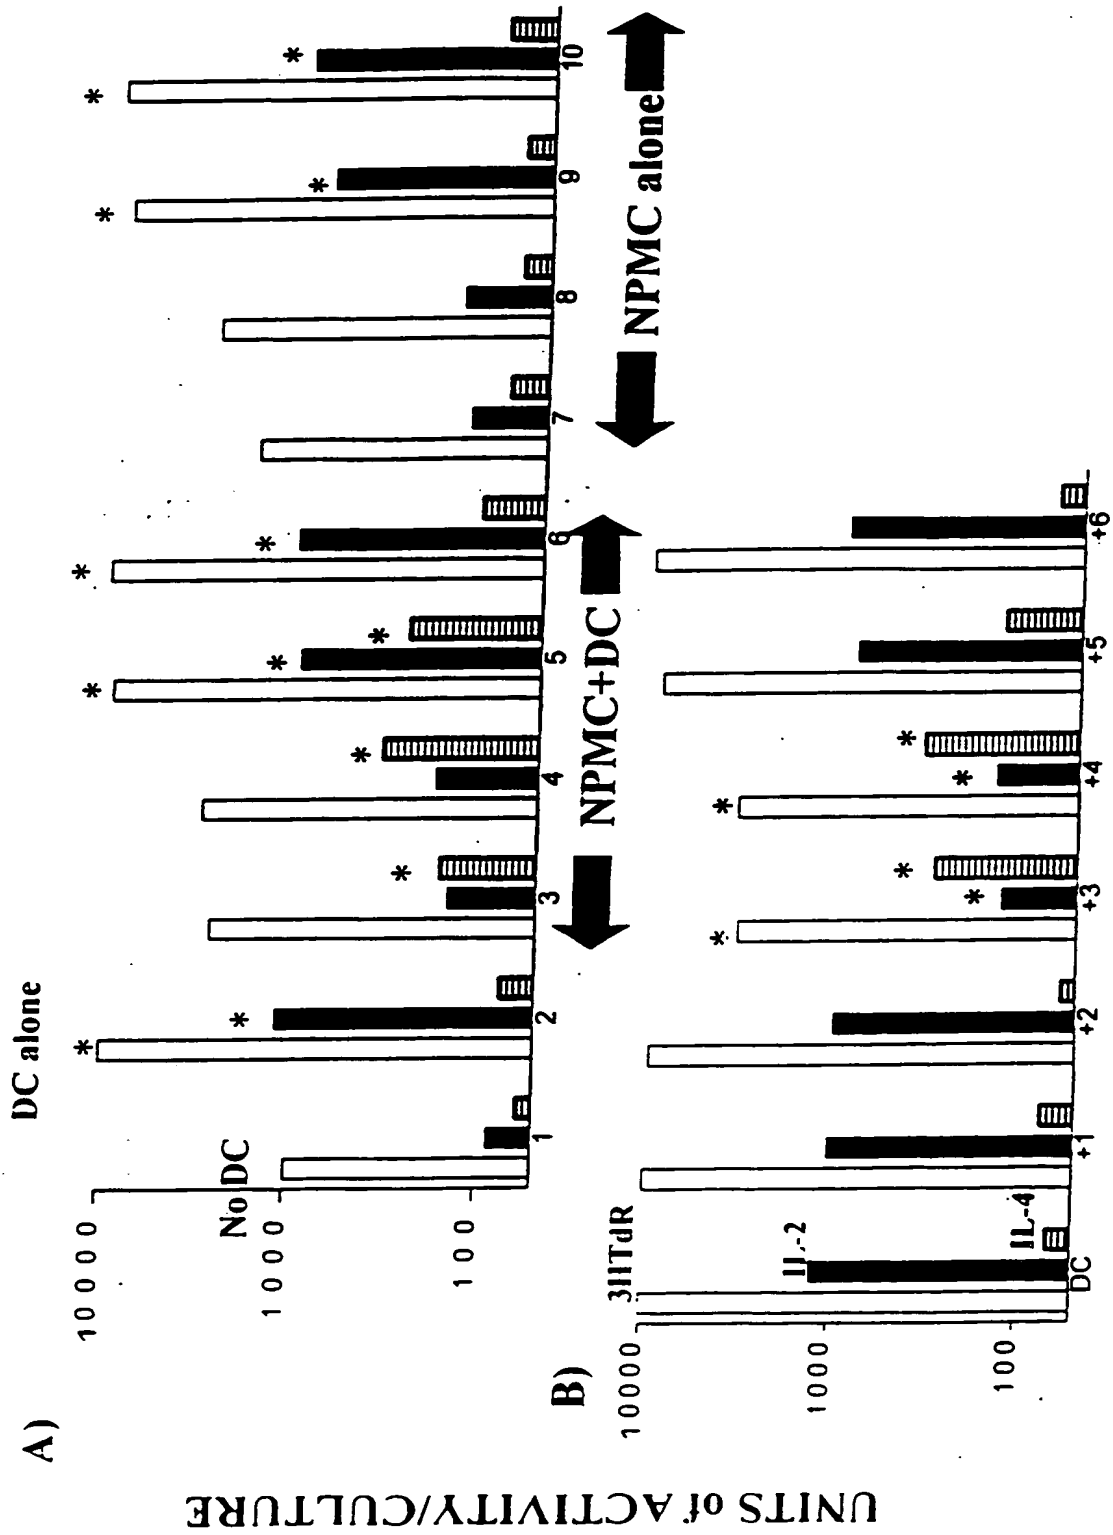 A)
UNITS of ACTIVITY/CULTURE
10000
1000
100
No DC
DC alone
* * * * * * * * * * * * *
1 2 3 4 5 6 7 8 9 10
NPMC+DC
NPMC alone
B)
10000
1000
100
3HTdR
IL-2
IL-4
* * * * * *
DC +1 +2 +3 +4 +5 +6